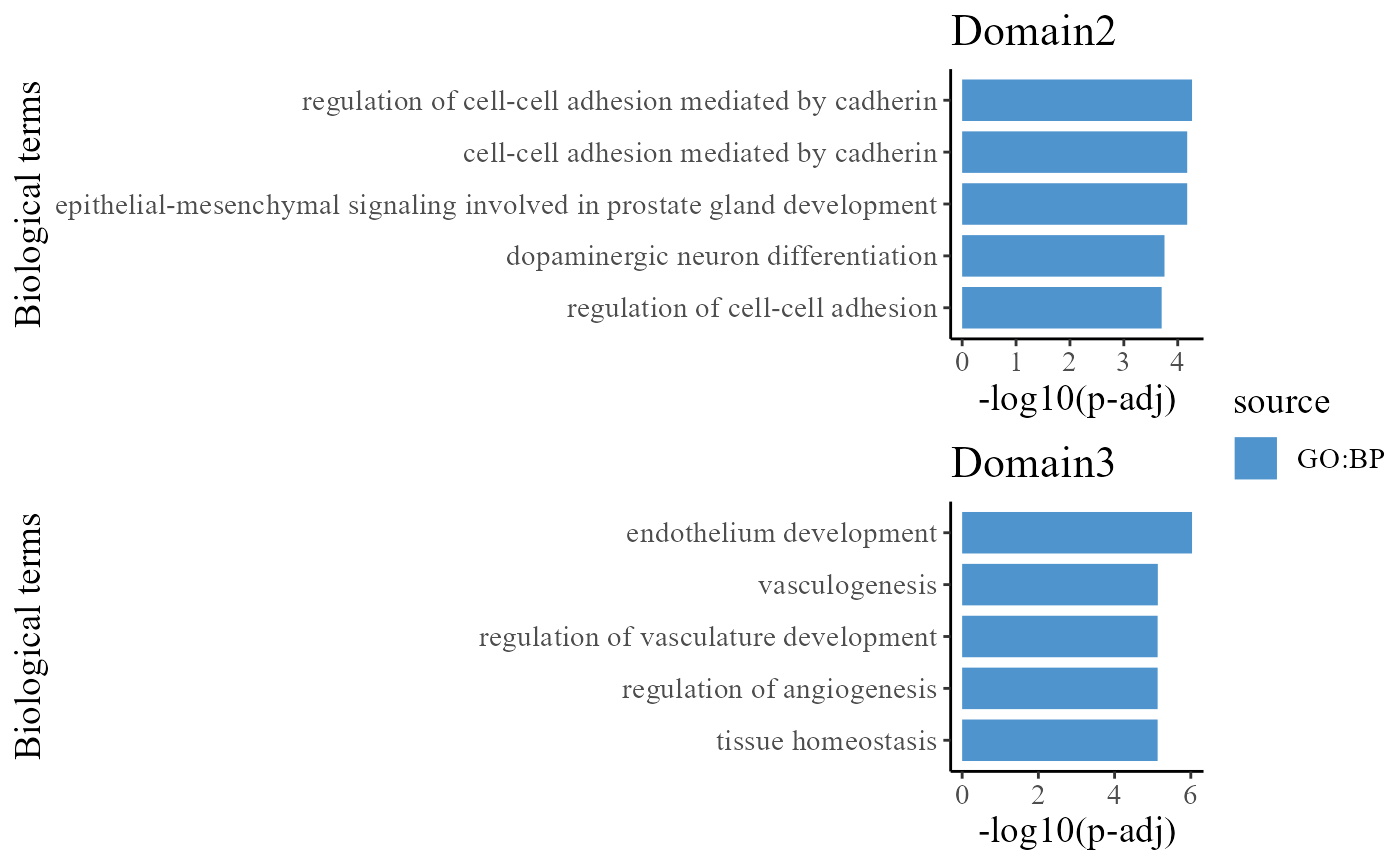 Domain2
Biological terms
regulation of cell-cell adhesion mediated by cadherin
cell-cell adhesion mediated by cadherin
epithelial-mesenchymal signaling involved in prostate gland development
dopaminergic neuron differentiation
regulation of cell-cell adhesion
0 1 2 3 4
-log10(p-adj)
source
GO:BP
Domain3
Biological terms
endothelium development
vasculogenesis
regulation of vasculature development
regulation of angiogenesis
tissue homeostasis
0 2 4 6
-log10(p-adj)